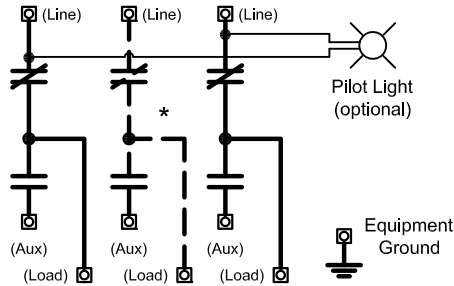 (Line) (Line) (Line)
Pilot Light
(optional)
*
Equipment
Ground
(Aux) (Aux) (Aux)
(Load) (Load) (Load)